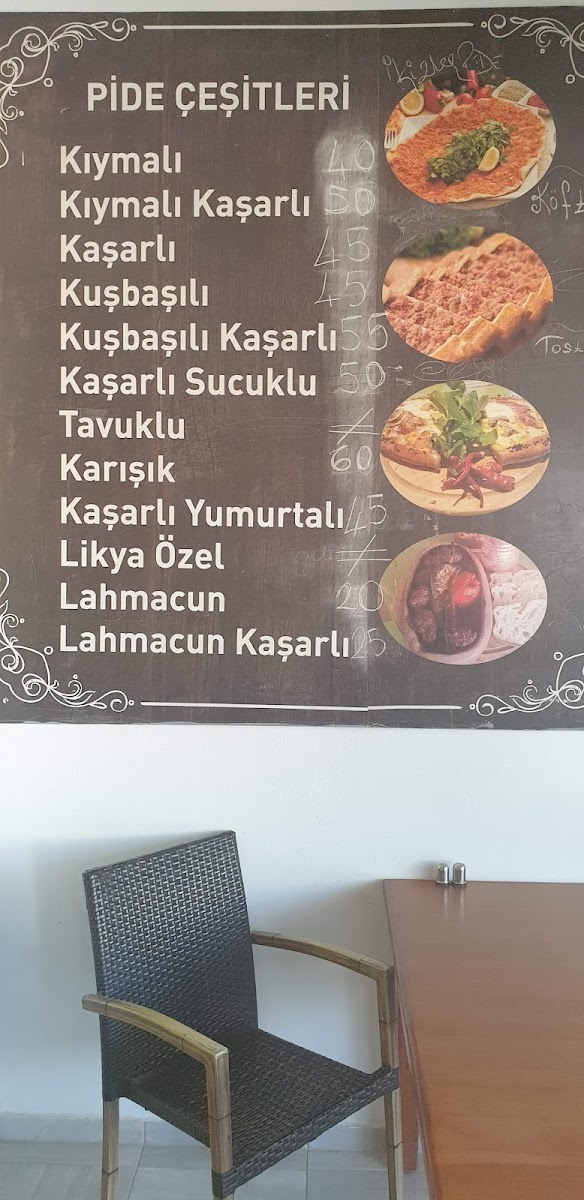 PİDE ÇEŞİTLERİ
Kıymalı 40
Kıymalı Kaşarlı 50
Kaşarlı 45
Kuşbaşılı 45
Kuşbaşılı Kaşarlı 55
Kaşarlı Sucuklu 50
Tavuklu
Karışık 60
Kaşarlı Yumurtalı 45
Likya Özel
Lahmacun 20
Lahmacun Kaşarlı 25